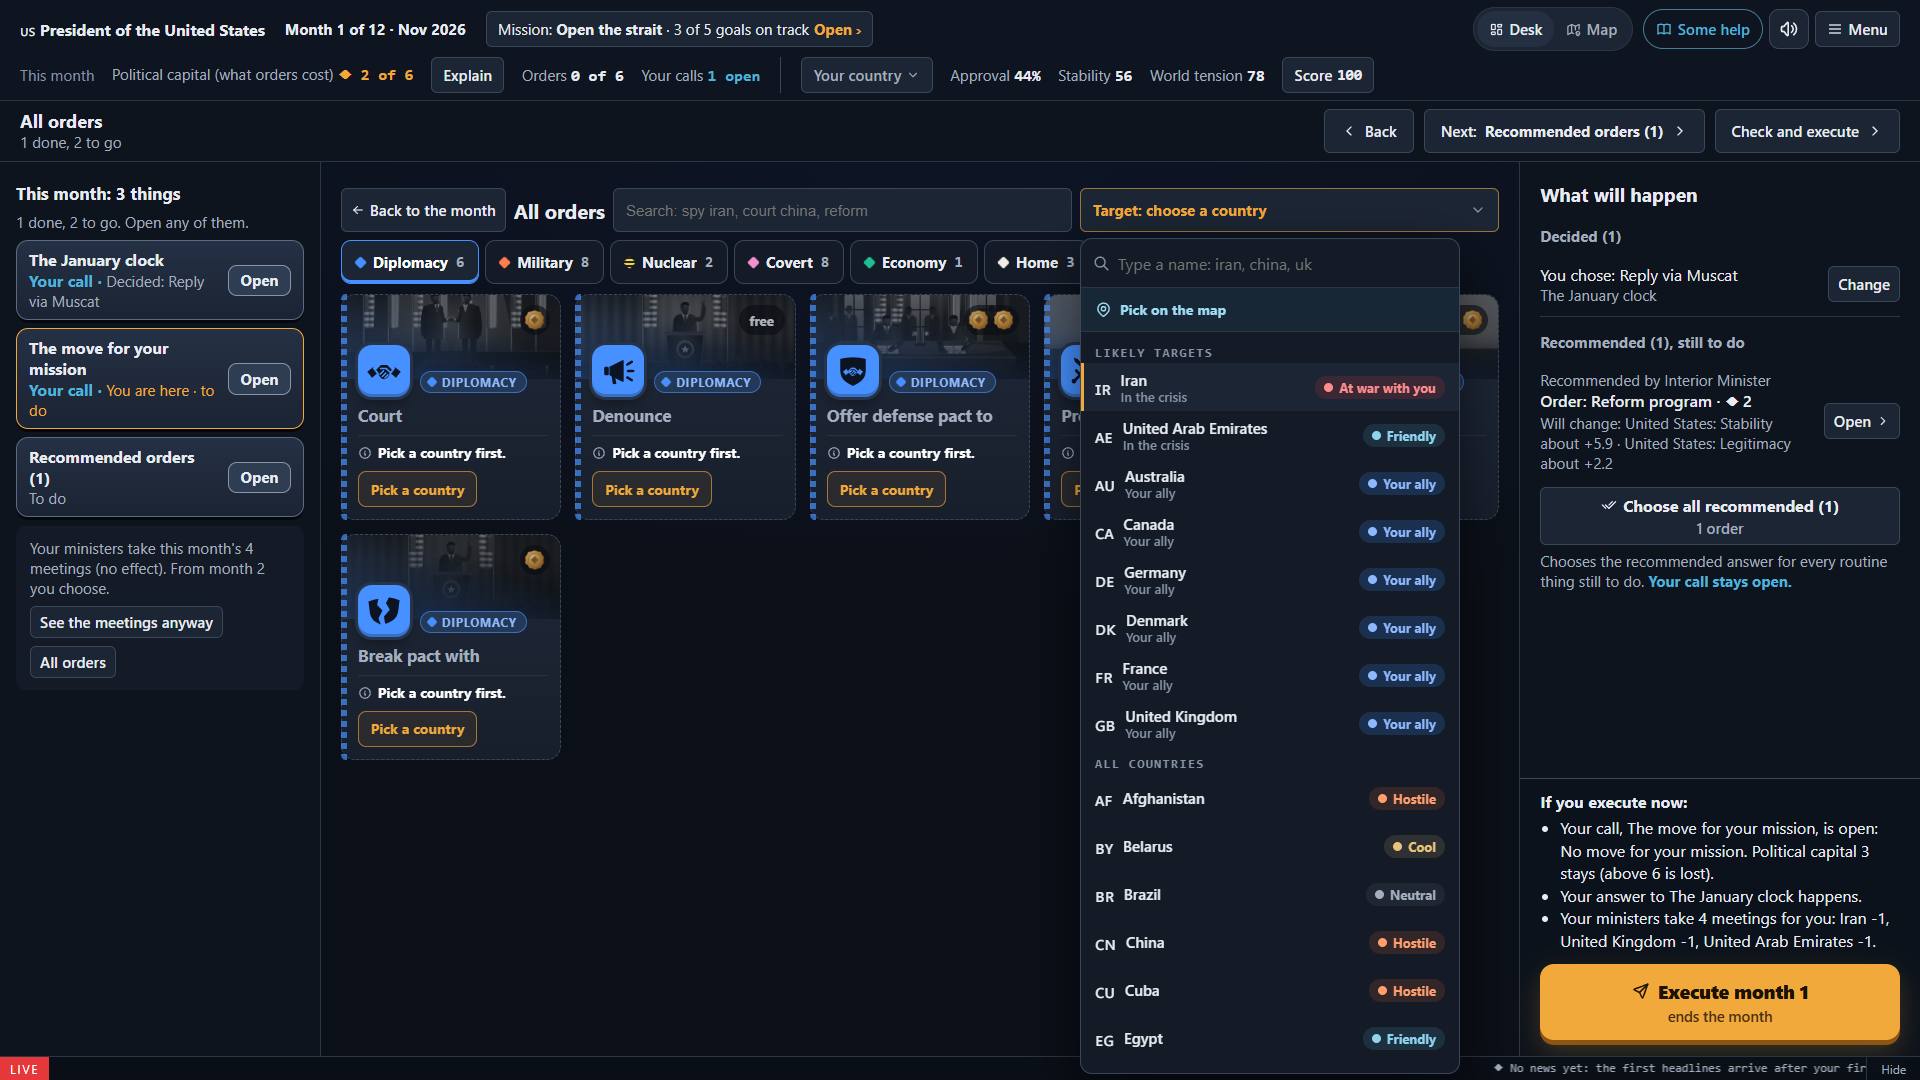 US President of the United States
Month 1 of 12 · Nov 2026
Mission: Open the strait · 3 of 5 goals on track Open ›
Desk
Map
Some help
Menu
This month
Political capital (what orders cost) 2 of 6
Explain
Orders 0 of 6
Your calls 1 open
Your country
Approval 44%
Stability 56
World tension 78
Score 100
All orders
1 done, 2 to go
Back
Next: Recommended orders (1)
Check and execute
This month: 3 things
1 done, 2 to go. Open any of them.
The January clock
Your call · Decided: Reply
via Muscat
Open
The move for your
mission
Your call · You are here · to
do
Open
Recommended orders
(1)
To do
Open
Your ministers take this month's 4
meetings (no effect). From month 2
you choose.
See the meetings anyway
All orders
Back to the month
All orders
Search: spy iran, court china, reform
Target: choose a country
Diplomacy 6
Military 8
Nuclear 2
Covert 8
Economy 1
Home 3
DIPLOMACY
Court
Pick a country first.
Pick a country
free
DIPLOMACY
Denounce
Pick a country first.
Pick a country
DIPLOMACY
Offer defense pact to
Pick a country first.
Pick a country
DIPLOMACY
Break pact with
Pick a country first.
Pick a country
Type a name: iran, china, uk
Pick on the map
LIKELY TARGETS
IR Iran
In the crisis
At war with you
AE United Arab Emirates
In the crisis
Friendly
AU Australia
Your ally
Your ally
CA Canada
Your ally
Your ally
DE Germany
Your ally
Your ally
DK Denmark
Your ally
Your ally
FR France
Your ally
Your ally
GB United Kingdom
Your ally
Your ally
ALL COUNTRIES
AF Afghanistan
Hostile
BY Belarus
Cool
BR Brazil
Neutral
CN China
Hostile
CU Cuba
Hostile
EG Egypt
Friendly
What will happen
Decided (1)
You chose: Reply via Muscat
The January clock
Change
Recommended (1), still to do
Recommended by Interior Minister
Order: Reform program · 2
Will change: United States: Stability
about +5.9 · United States: Legitimacy
about +2.2
Open
Choose all recommended (1)
1 order
Chooses the recommended answer for every routine
thing still to do. Your call stays open.
If you execute now:
• Your call, The move for your mission, is open:
No move for your mission. Political capital 3
stays (above 6 is lost).
• Your answer to The January clock happens.
• Your ministers take 4 meetings for you: Iran -1,
United Kingdom -1, United Arab Emirates -1.
Execute month 1
ends the month
LIVE
No news yet: the first headlines arrive after your fir
Hide